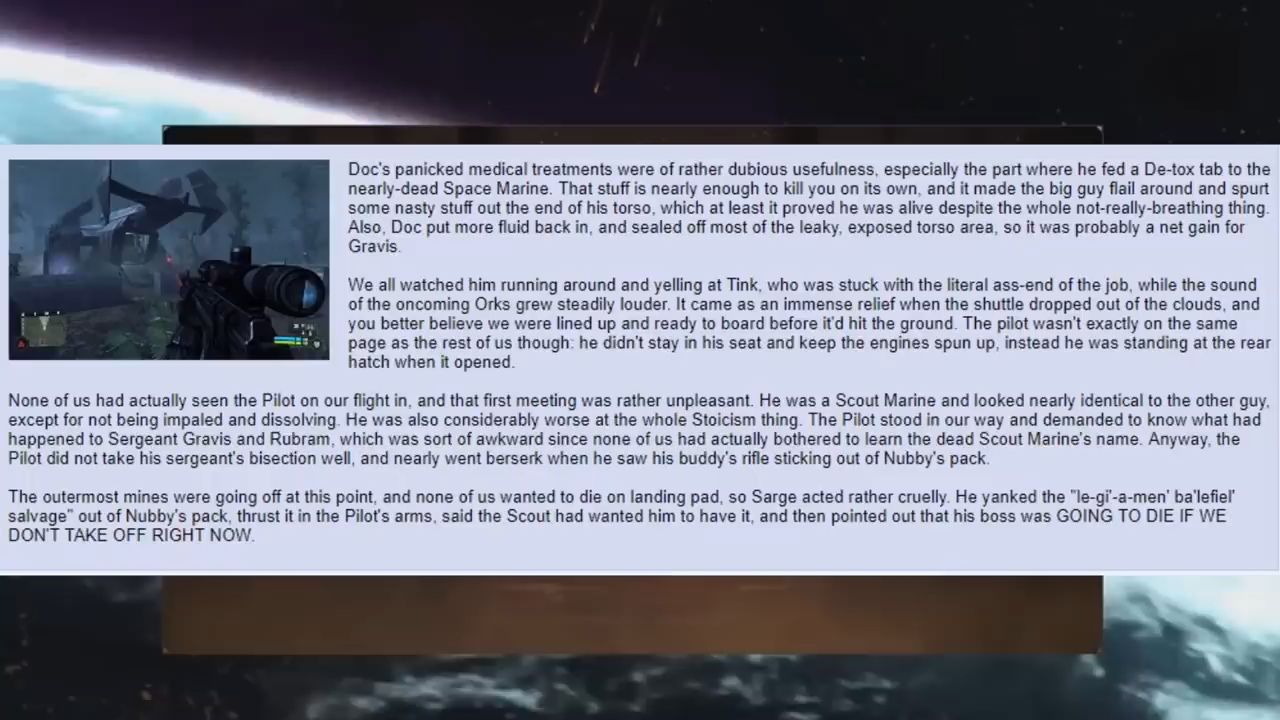 Doc's panicked medical treatments were of rather dubious usefulness, especially the part where he fed a De-tox tab to the
nearly-dead Space Marine. That stuff is nearly enough to kill you on its own, and it made the big guy flail around and spurt
some nasty stuff out the end of his torso, which at least it proved he was alive despite the whole not-really-breathing thing.
Also, Doc put more fluid back in, and sealed off most of the leaky, exposed torso area, so it was probably a net gain for
Gravis.
We all watched him running around and yelling at Tink, who was stuck with the literal ass-end of the job, while the sound
of the oncoming Orks grew steadily louder. It came as an immense relief when the shuttle dropped out of the clouds, and
you better believe we were lined up and ready to board before it'd hit the ground. The pilot wasn't exactly on the same
page as the rest of us though: he didn't stay in his seat and keep the engines spun up, instead he was standing at the rear
hatch when it opened.
None of us had actually seen the Pilot on our flight in, and that first meeting was rather unpleasant. He was a Scout Marine and looked nearly identical to the other guy,
except for not being impaled and dissolving. He was also considerably worse at the whole Stoicism thing. The Pilot stood in our way and demanded to know what had
happened to Sergeant Gravis and Rubram, which was sort of awkward since none of us had actually bothered to learn the dead Scout Marine's name. Anyway, the
Pilot did not take his sergeant's bisection well, and nearly went berserk when he saw his buddy's rifle sticking out of Nubby's pack.
The outermost mines were going off at this point, and none of us wanted to die on landing pad, so Sarge acted rather cruelly. He yanked the "le-gi'-a-men' ba'lefiel'
salvage" out of Nubby's pack, thrust it in the Pilot's arms, said the Scout had wanted him to have it, and then pointed out that his boss was GOING TO DIE IF WE
DON'T TAKE OFF RIGHT NOW.